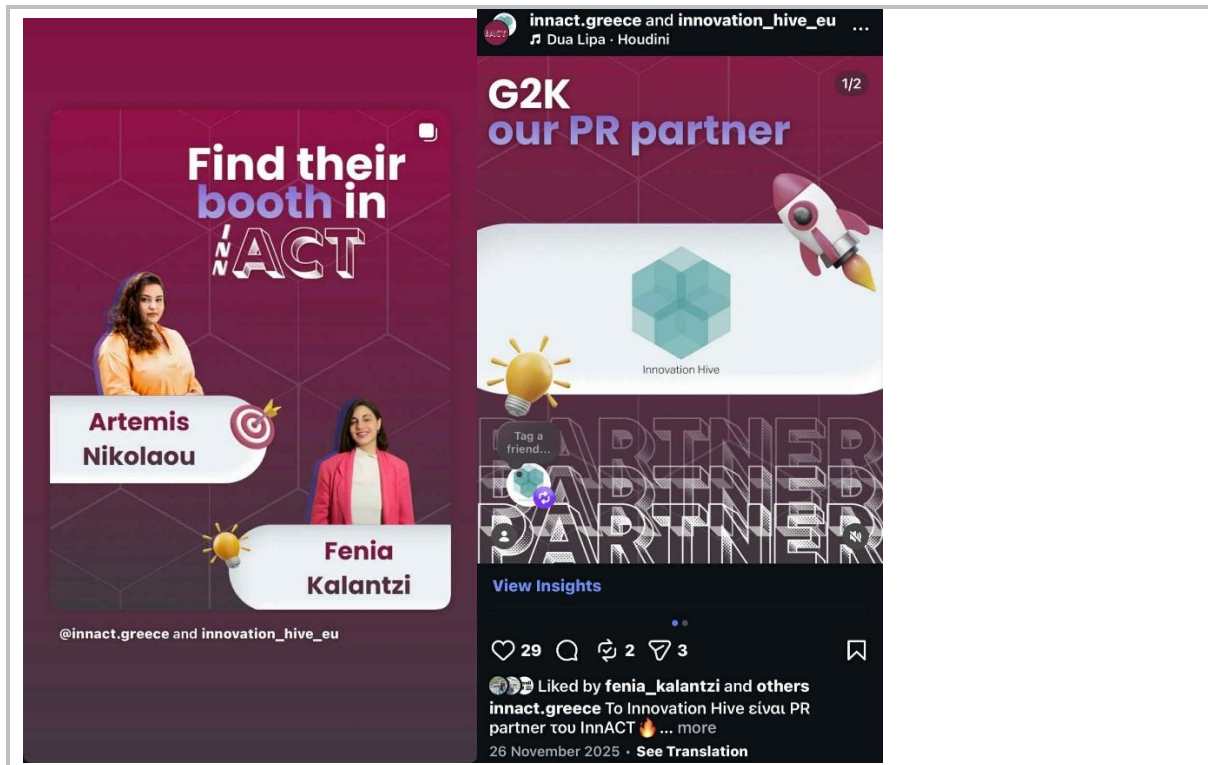 Find their
booth in
INN ACT
Artemis
Nikolaou
Fenia
Kalantzi
@innact.greece and innovation_hive_eu
innact.greece and innovation_hive_eu
Dua Lipa · Houdini
1/2
G2K
our PR partner
Innovation Hive
PARTNER
PARTNER
PARTNER
Tag a
friend...
View Insights
29
2
3
Liked by fenia_kalantzi and others
innact.greece Το Innovation Hive είναι PR
partner του InnACT 🔥 ... more
26 November 2025 · See Translation